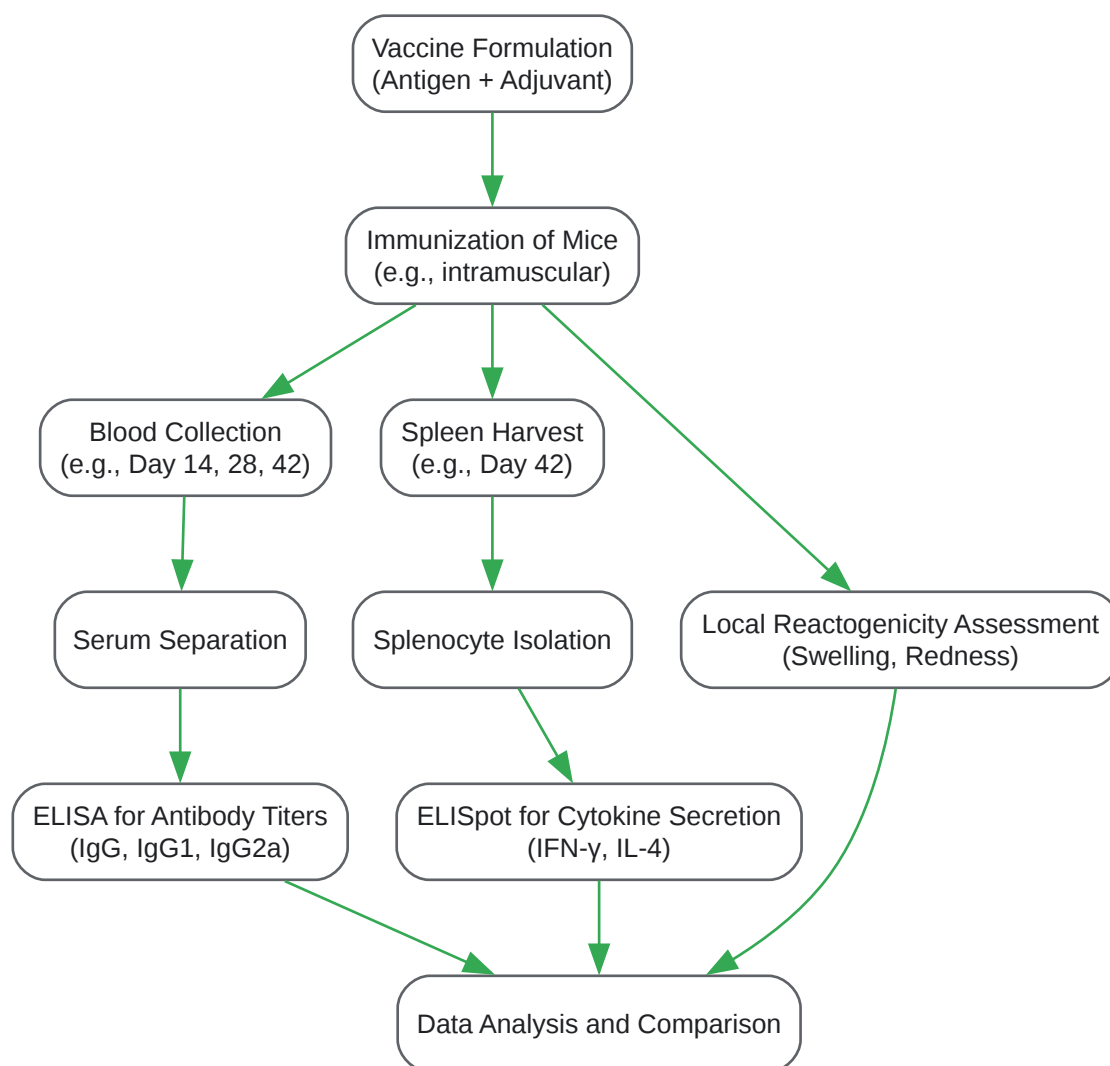 Vaccine Formulation
(Antigen + Adjuvant)
Immunization of Mice
(e.g., intramuscular)
Blood Collection
(e.g., Day 14, 28, 42)
Spleen Harvest
(e.g., Day 42)
Serum Separation
Splenocyte Isolation
Local Reactogenicity Assessment
(Swelling, Redness)
ELISA for Antibody Titers
(IgG, IgG1, IgG2a)
ELISpot for Cytokine Secretion
(IFN-γ, IL-4)
Data Analysis and Comparison